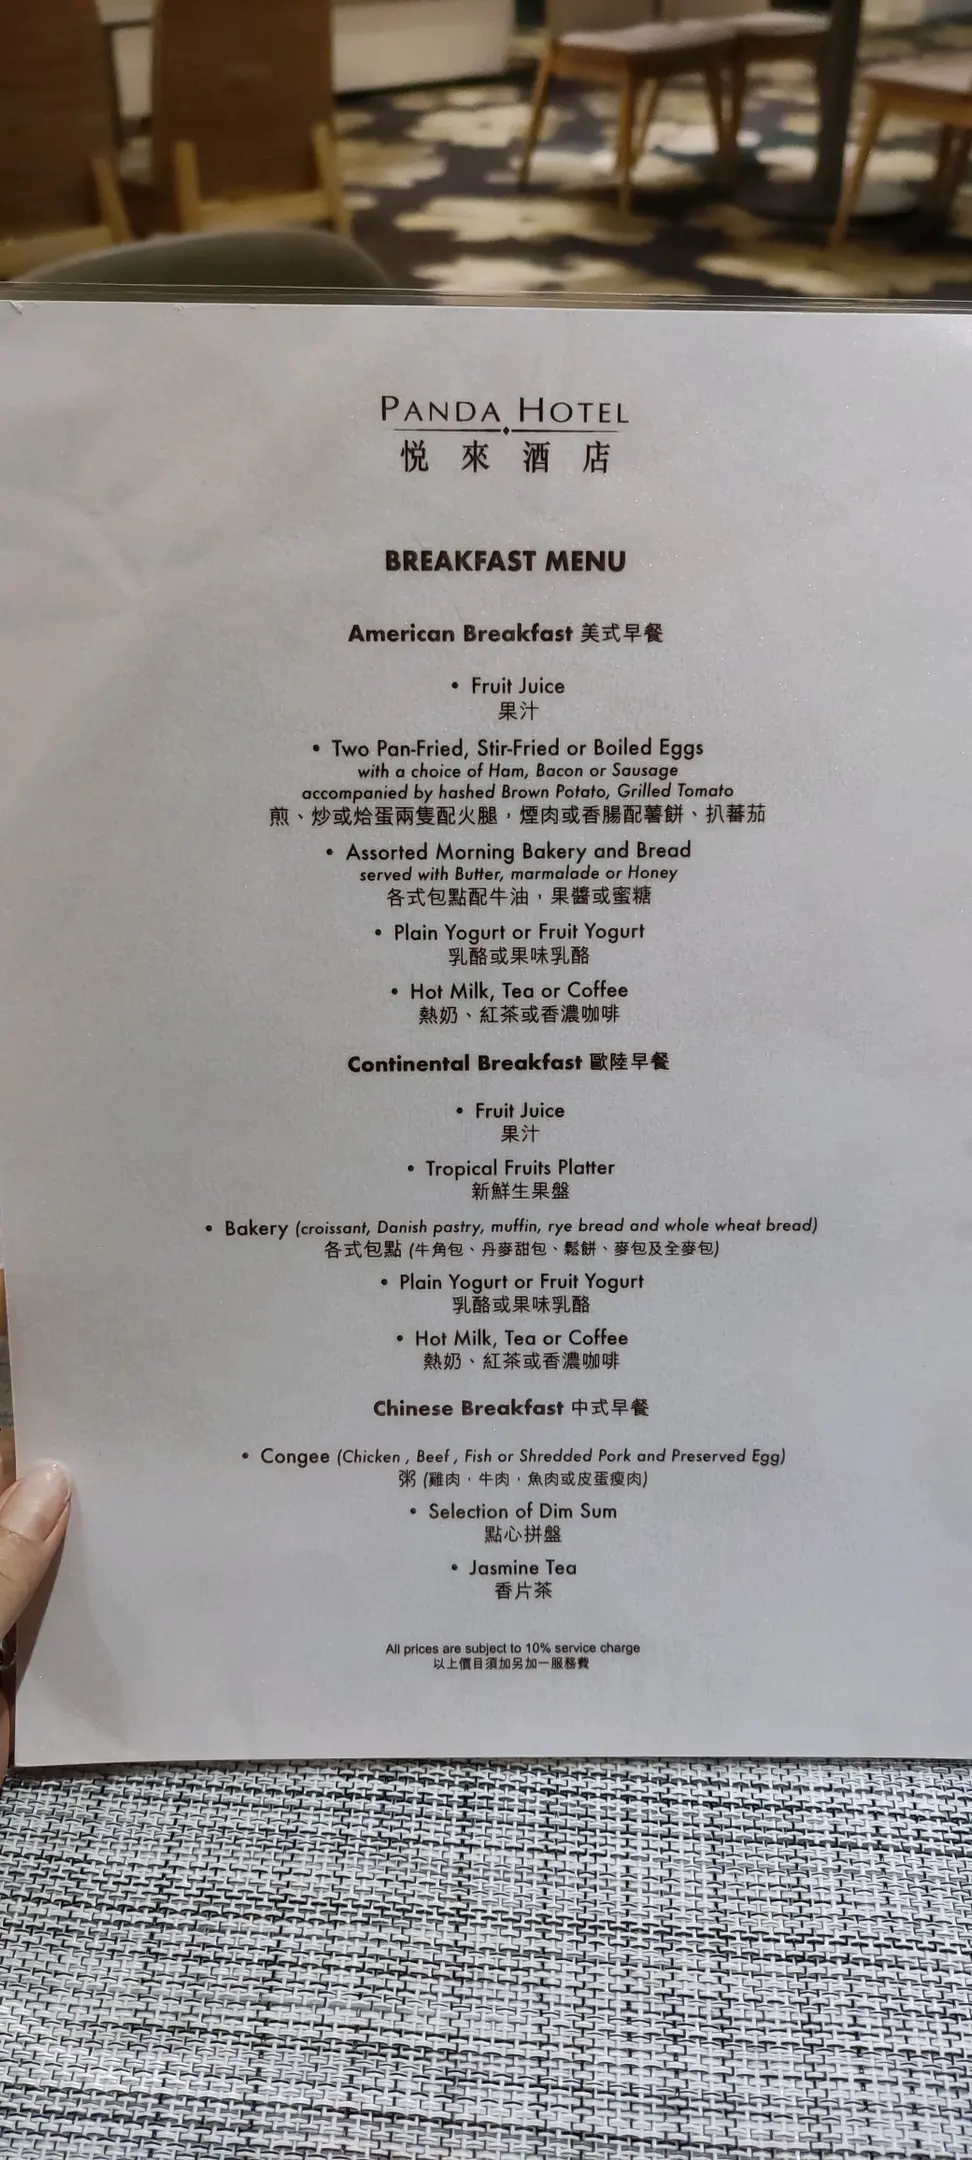 PANDA HOTEL
悦來酒店
BREAKFAST MENU
American Breakfast 美式早餐
• Fruit Juice
果汁
• Two Pan-Fried, Stir-Fried or Boiled Eggs
with a choice of Ham, Bacon or Sausage
accompanied by hashed Brown Potato, Grilled Tomato
煎、炒或烚蛋兩隻配火腿，煙肉或香腸配薯餅、扒蕃茄
• Assorted Morning Bakery and Bread
served with Butter, marmalade or Honey
各式包點配牛油，果醬或蜜糖
• Plain Yogurt or Fruit Yogurt
乳酪或果味乳酪
• Hot Milk, Tea or Coffee
熱奶、紅茶或香濃咖啡
Continental Breakfast 歐陸早餐
• Fruit Juice
果汁
• Tropical Fruits Platter
新鮮生果盤
• Bakery (croissant, Danish pastry, muffin, rye bread and whole wheat bread)
各式包點 (牛角包、丹麥甜包、鬆餅、麥包及全麥包)
• Plain Yogurt or Fruit Yogurt
乳酪或果味乳酪
• Hot Milk, Tea or Coffee
熱奶、紅茶或香濃咖啡
Chinese Breakfast 中式早餐
• Congee (Chicken , Beef , Fish or Shredded Pork and Preserved Egg)
粥 (雞肉，牛肉，魚肉或皮蛋瘦肉)
• Selection of Dim Sum
點心拼盤
• Jasmine Tea
香片茶
All prices are subject to 10% service charge
以上價目須加另加一服務費